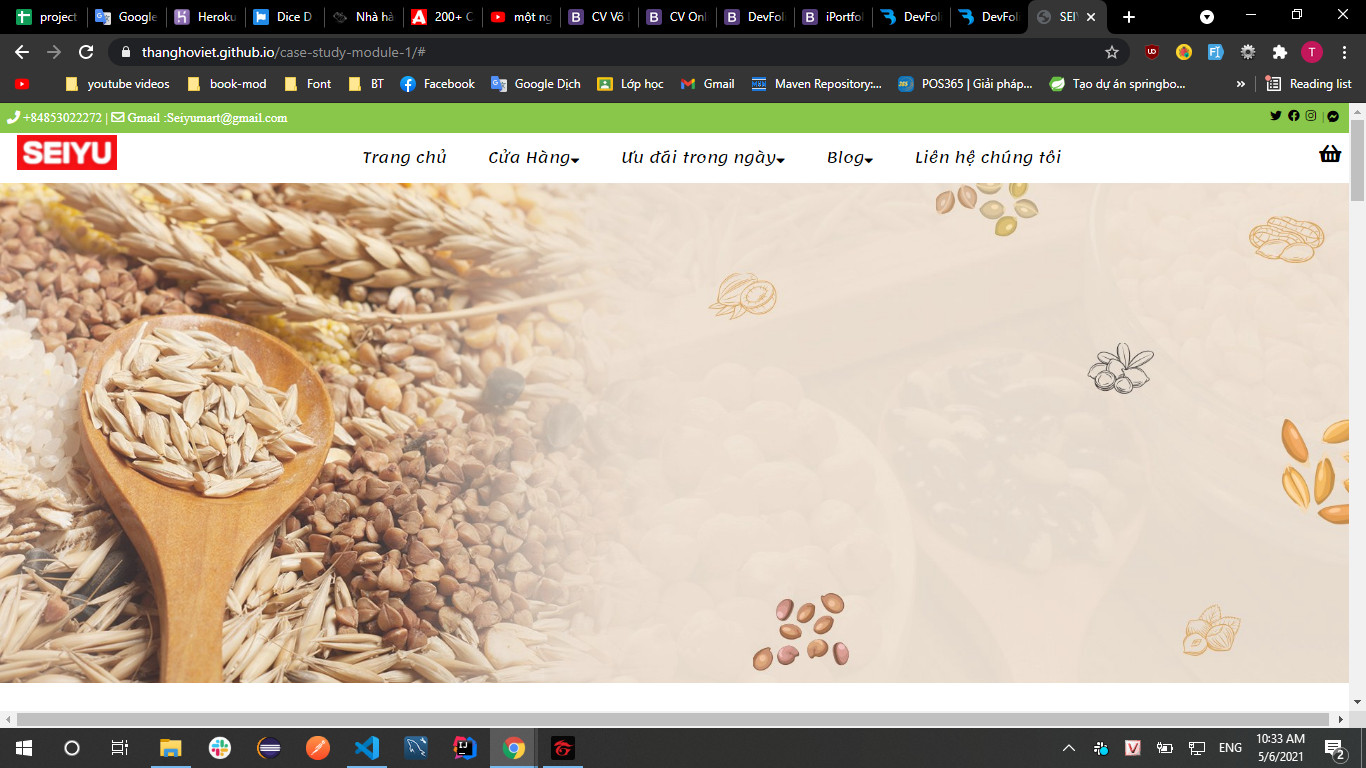 project
Google
Heroku
Dice D
Nhà hà
200+ C
một ng
CV Võ
CV Onl
DevFol
iPortfol
DevFoli
DevFol
SEIY
thanghoviet.github.io/case-study-module-1/#
T
youtube videos
book-mod
Font
BT
Facebook
Google Dịch
Lớp học
Gmail
Maven Repository:...
POS365 | Giải pháp...
Tạo dự án springbo...
»
Reading list
+84853022272 | Gmail :Seiyumart@gmail.com
|
SEIYU
Trang chủ
Cửa Hàng
Ưu đãi trong ngày
Blog
Liên hệ chúng tôi
ENG
10:33 AM
5/6/2021
2